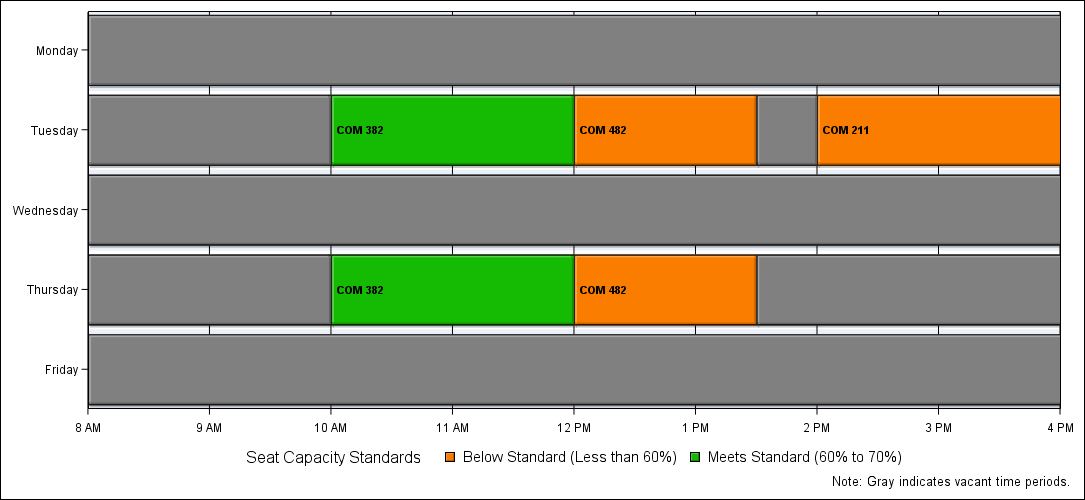 Monday
Tuesday
COM 382
COM 482
COM 211
Wednesday
Thursday
COM 382
COM 482
Friday
8 AM 9 AM 10 AM 11 AM 12 PM 1 PM 2 PM 3 PM 4 PM
Seat Capacity Standards Below Standard (Less than 60%) Meets Standard (60% to 70%)
Note: Gray indicates vacant time periods.